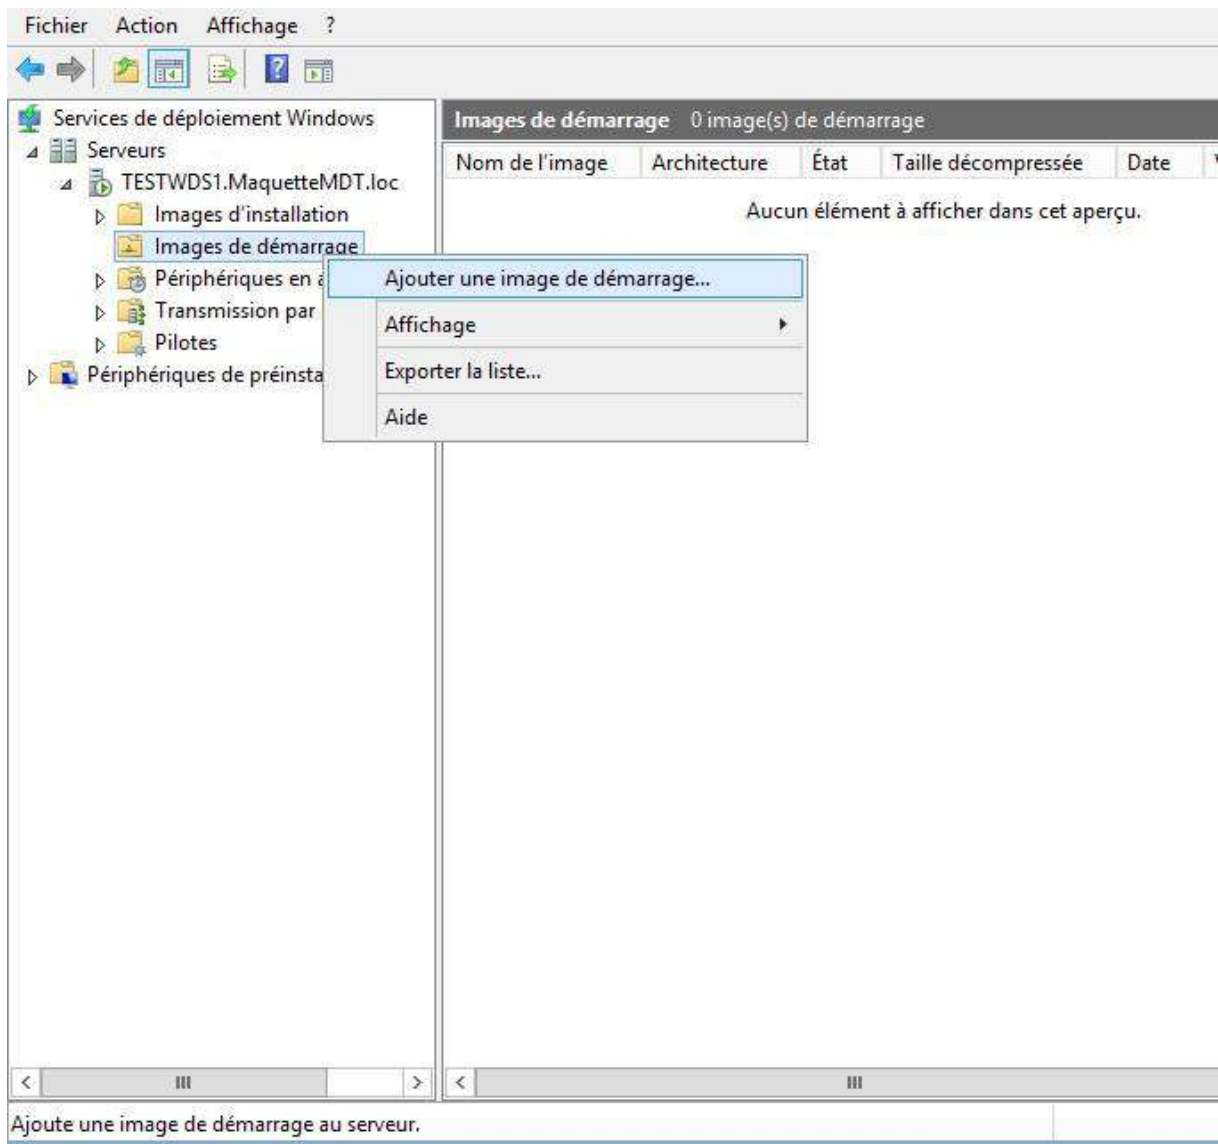 Fichier Action Affichage ?
Services de déploiement Windows
Serveurs
TESTWDS1.MaquetteMDT.loc
Images d'installation
Images de démarrage
Périphériques en
Transmission par
Pilotes
Périphériques de préinsta
Ajouter une image de démarrage...
Affichage
Exporter la liste...
Aide
Images de démarrage 0 image(s) de démarrage
Nom de l'image Architecture État Taille décompressée Date
Aucun élément à afficher dans cet aperçu.
Ajoute une image de démarrage au serveur.